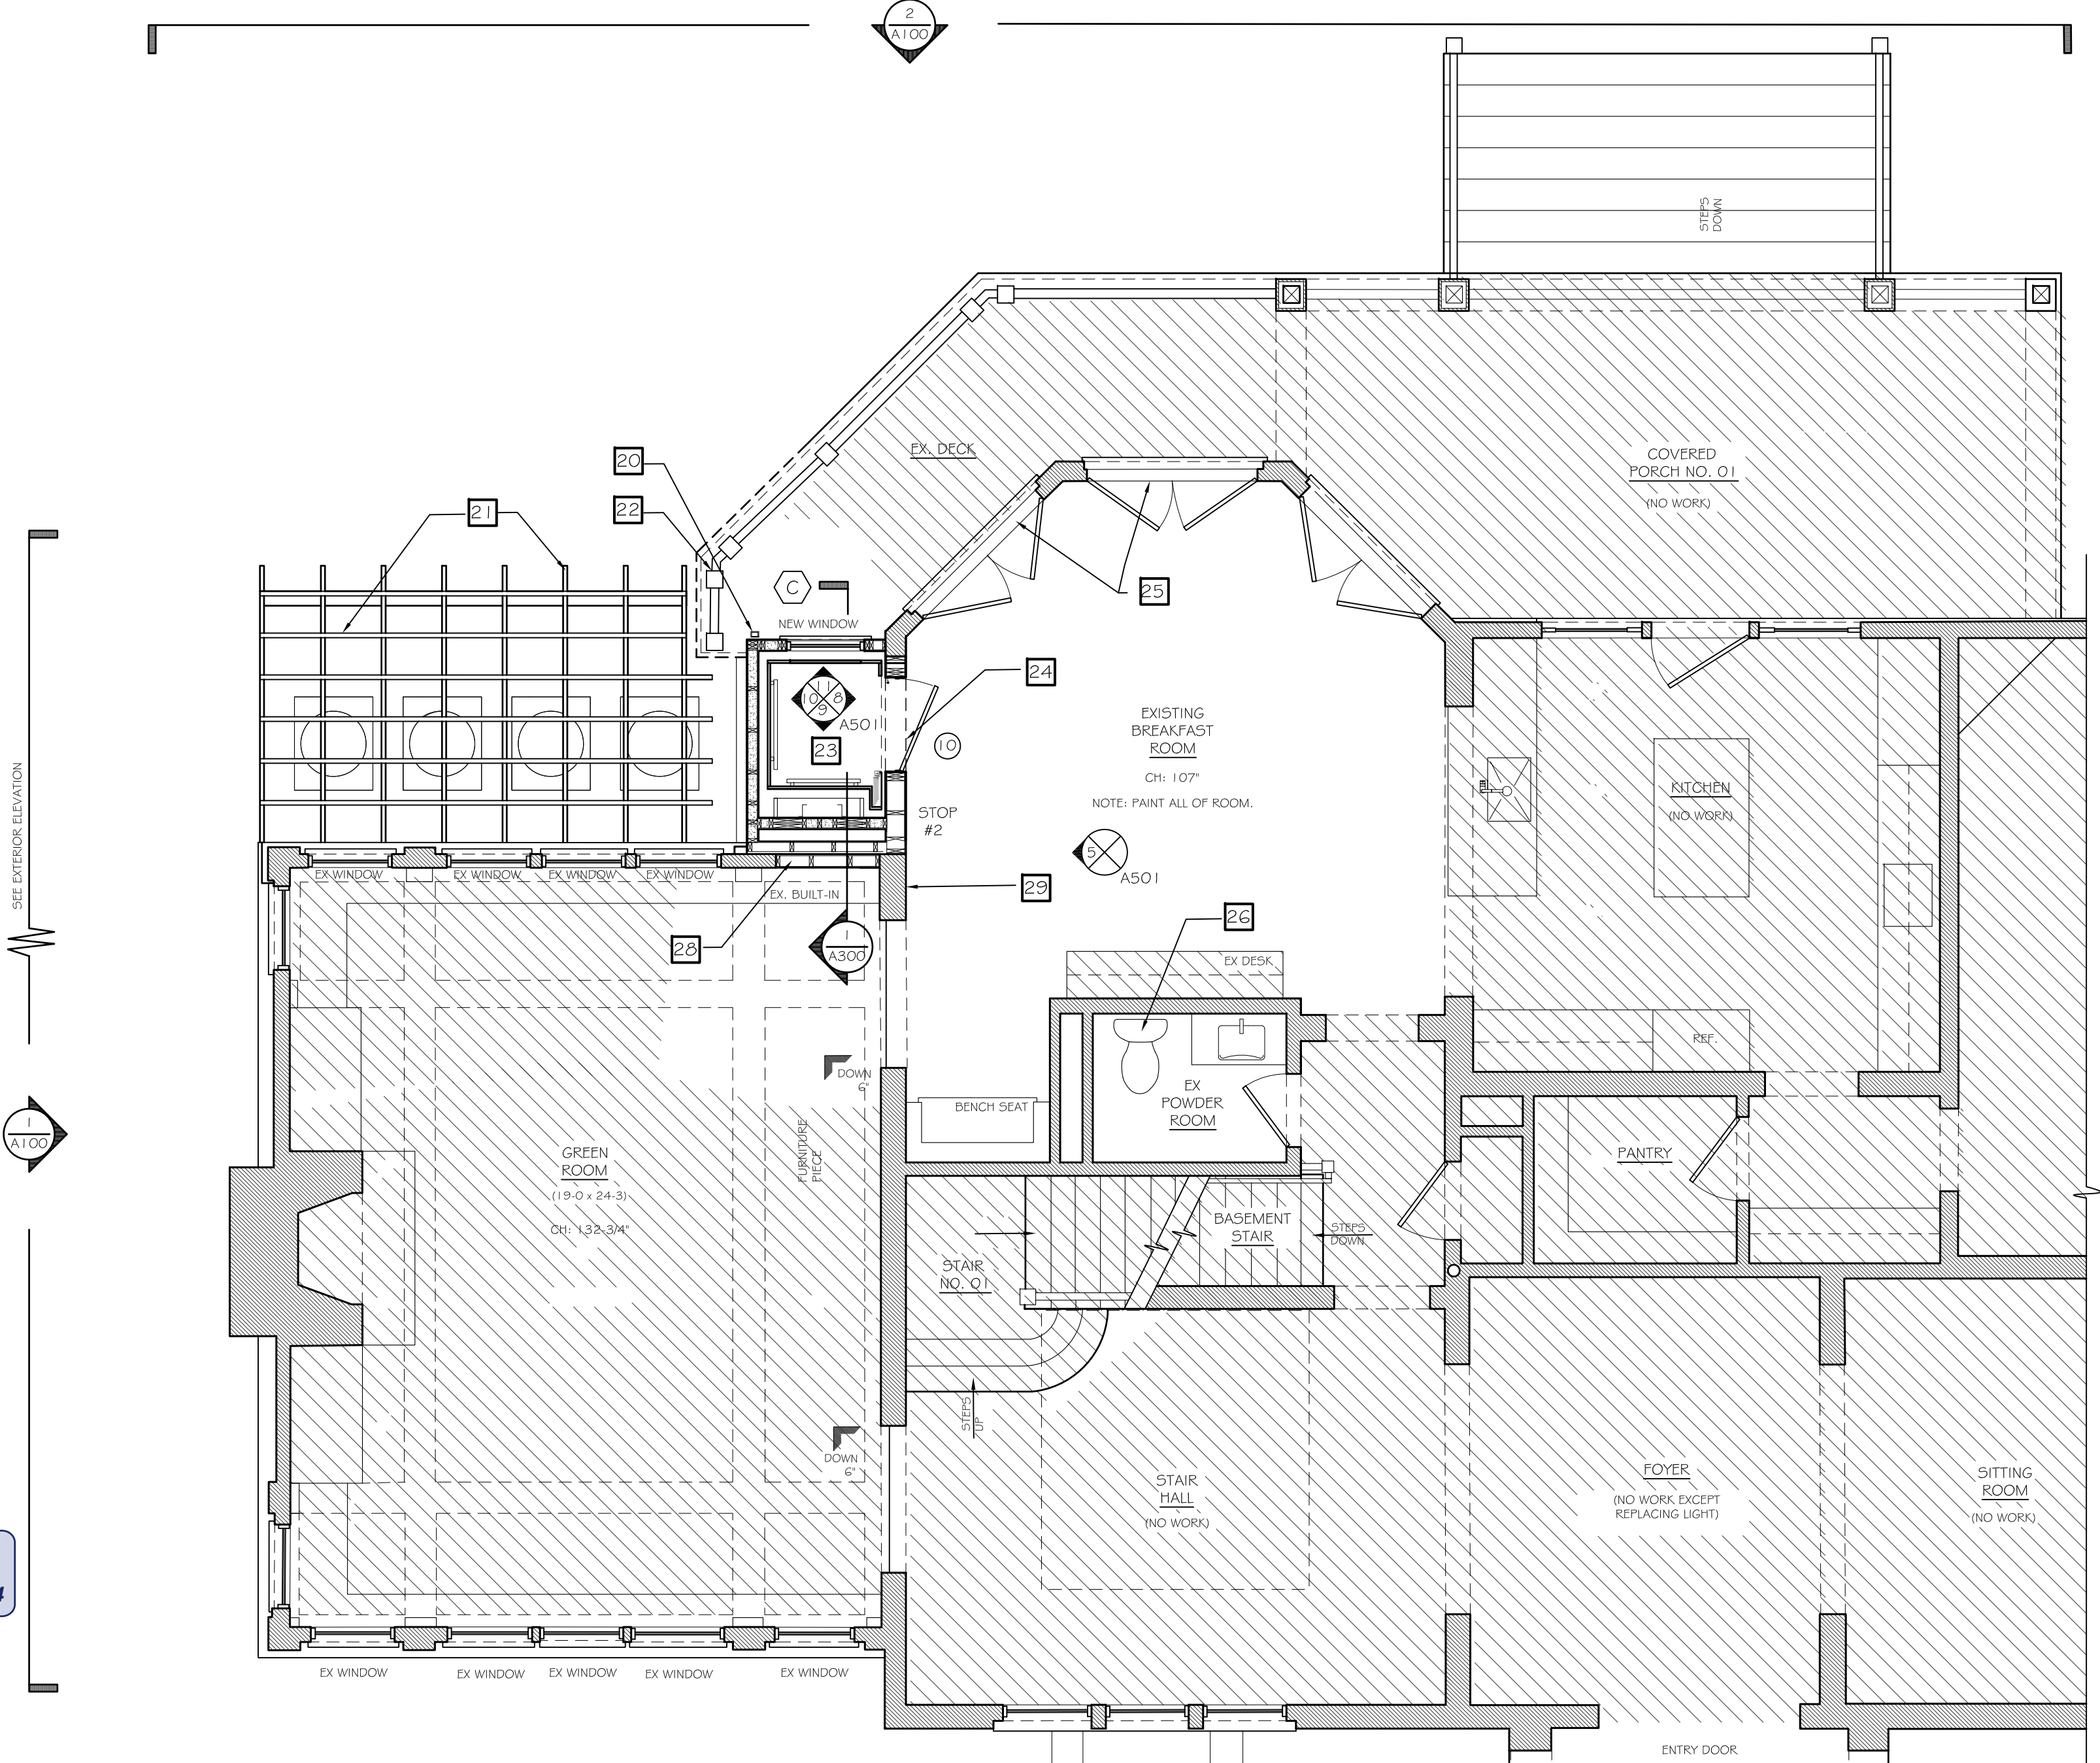 2
A100
STEPS
DOWN
EX. DECK
COVERED
PORCH NO. 01
(NO WORK)
20
22
21
25
C
NEW WINDOW
24
11
10 8
9
A501
23
10
STOP
#2
EXISTING
BREAKFAST
ROOM
CH: 107"
NOTE: PAINT ALL OF ROOM.
KITCHEN
(NO WORK)
SEE EXTERIOR ELEVATION
5
A501
EX WINDOW
EX WINDOW
EX WINDOW
EX WINDOW
EX. BUILT-IN
29
28
1
A300
26
EX DESK
REF.
DOWN
6"
BENCH SEAT
EX
POWDER
ROOM
1
A100
GREEN
ROOM
(19-0 x 24-3)
CH: 132-3/4"
FURNITURE
PIECE
PANTRY
BASEMENT
STAIR
STEPS
DOWN
STAIR
NO. 01
STEPS
UP
DOWN
6"
STAIR
HALL
(NO WORK)
FOYER
(NO WORK EXCEPT
REPLACING LIGHT)
SITTING
ROOM
(NO WORK)
EX WINDOW
EX WINDOW
EX WINDOW
EX WINDOW
EX WINDOW
ENTRY DOOR